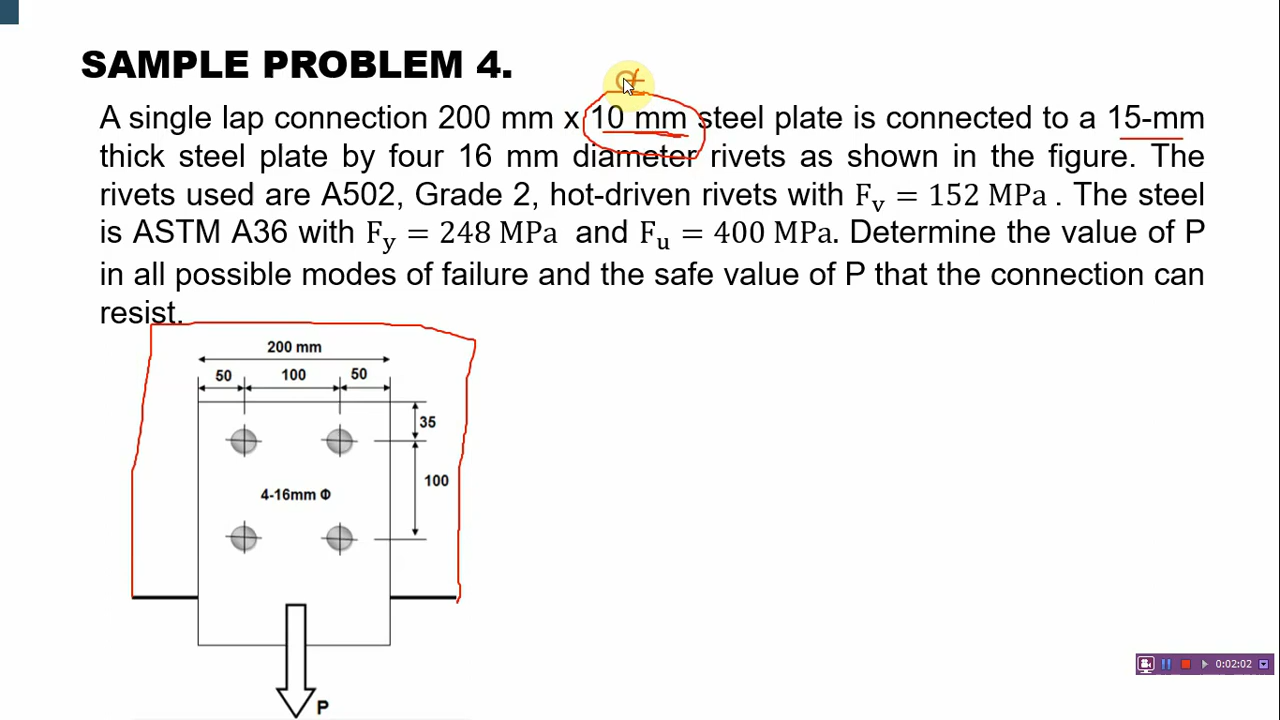 SAMPLE PROBLEM 4.
A single lap connection 200 mm x 10 mm steel plate is connected to a 15-mm
thick steel plate by four 16 mm diameter rivets as shown in the figure. The
rivets used are A502, Grade 2, hot-driven rivets with Fv = 152 MPa . The steel
is ASTM A36 with Fy = 248 MPa and Fu = 400 MPa. Determine the value of P
in all possible modes of failure and the safe value of P that the connection can
resist.
200 mm
50 100 50
35
100
4-16mm Φ
P
0:02:02